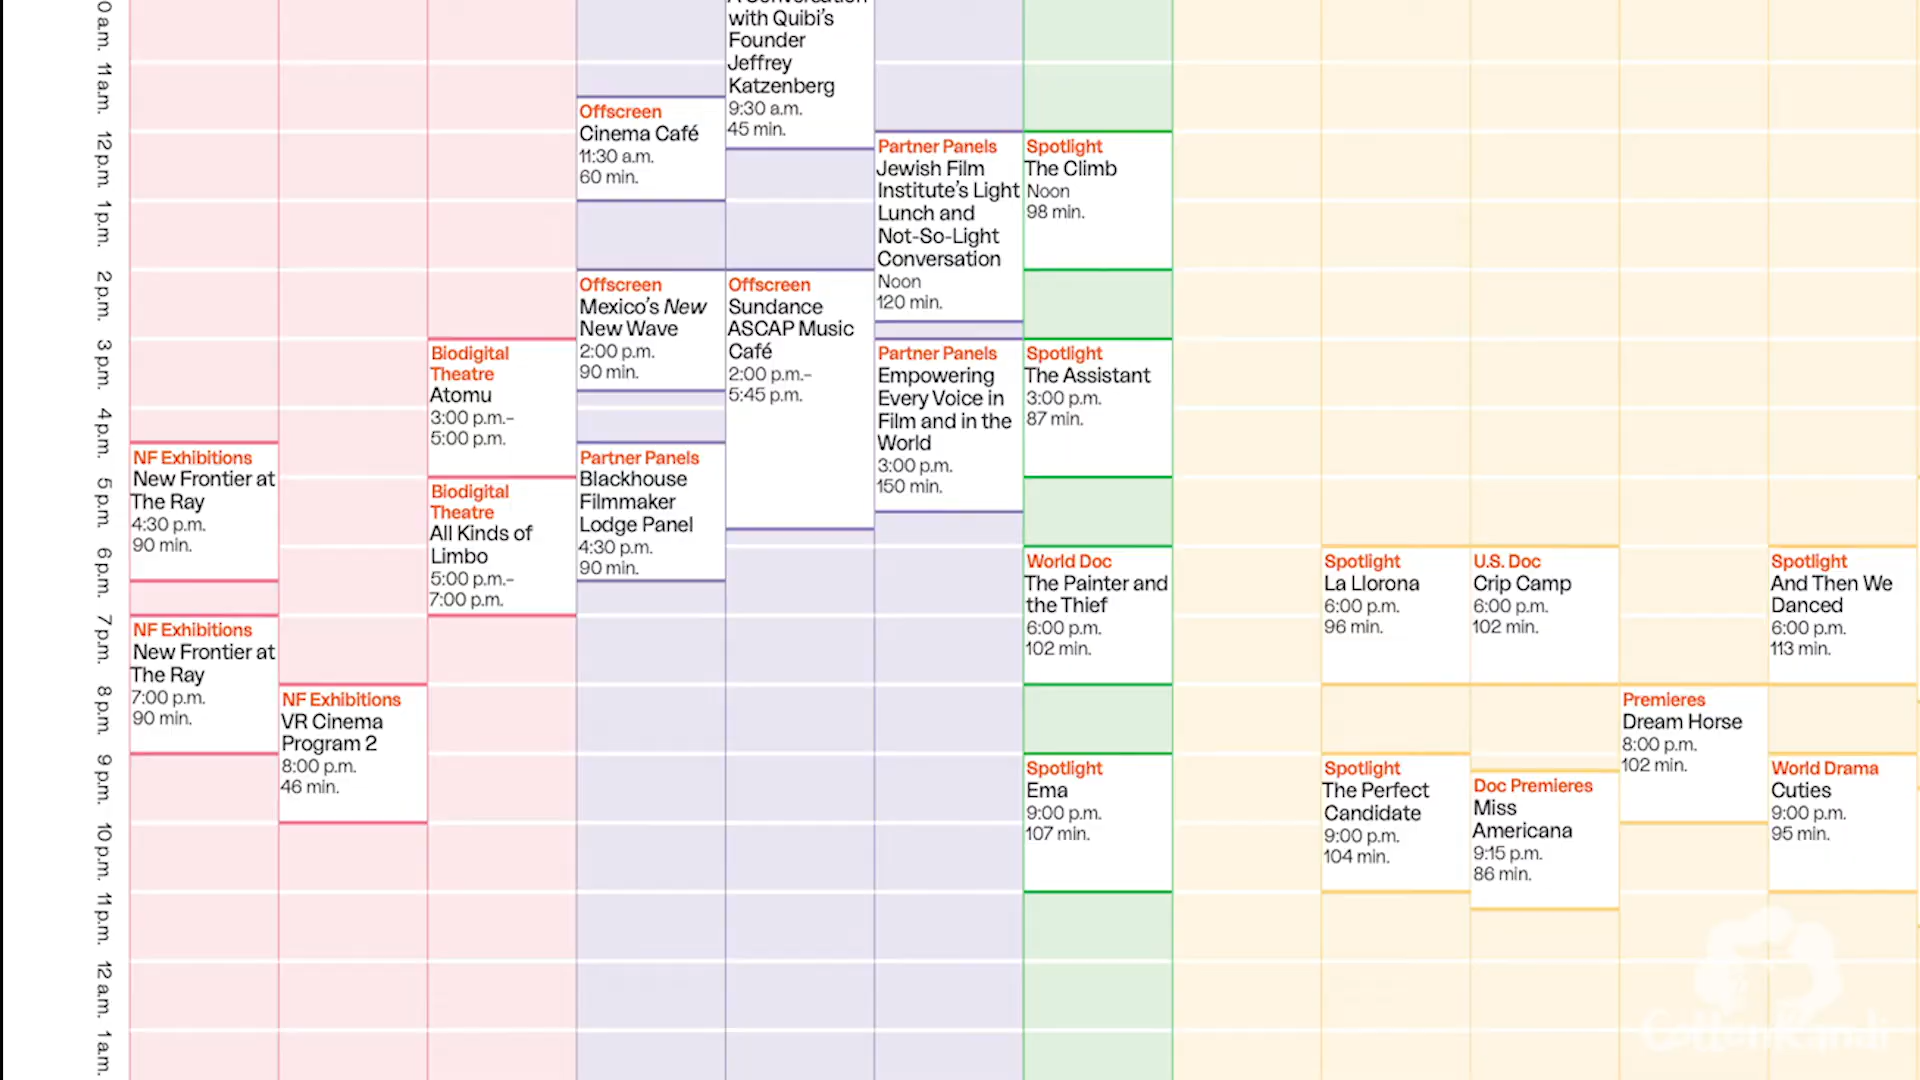 a.m.
11 a.m.
12 p.m.
1 p.m.
2 p.m.
3 p.m.
4 p.m.
5 p.m.
6 p.m.
7 p.m.
8 p.m.
9 p.m.
10 p.m.
11 p.m.
12 a.m.
1 a.m.
NF Exhibitions
New Frontier at
The Ray
4:30 p.m.
90 min.
NF Exhibitions
New Frontier at
The Ray
7:00 p.m.
90 min.
NF Exhibitions
VR Cinema
Program 2
8:00 p.m.
46 min.
Biodigital
Theatre
Atomu
3:00 p.m.–
5:00 p.m.
Biodigital
Theatre
All Kinds of
Limbo
5:00 p.m.–
7:00 p.m.
Offscreen
Cinema Café
11:30 a.m.
60 min.
Offscreen
Mexico's New
New Wave
2:00 p.m.
90 min.
Partner Panels
Blackhouse
Filmmaker
Lodge Panel
4:30 p.m.
90 min.
A Conversation
with Quibi's
Founder
Jeffrey
Katzenberg
9:30 a.m.
45 min.
Offscreen
Sundance
ASCAP Music
Café
2:00 p.m.–
5:45 p.m.
Partner Panels
Jewish Film
Institute's Light
Lunch and
Not-So-Light
Conversation
Noon
120 min.
Partner Panels
Empowering
Every Voice in
Film and in the
World
3:00 p.m.
150 min.
Spotlight
The Climb
Noon
98 min.
Spotlight
The Assistant
3:00 p.m.
87 min.
World Doc
The Painter and
the Thief
6:00 p.m.
102 min.
Spotlight
Ema
9:00 p.m.
107 min.
Spotlight
La Llorona
6:00 p.m.
96 min.
Spotlight
The Perfect
Candidate
9:00 p.m.
104 min.
U.S. Doc
Crip Camp
6:00 p.m.
102 min.
Doc Premieres
Miss
Americana
9:15 p.m.
86 min.
Premieres
Dream Horse
8:00 p.m.
102 min.
Spotlight
And Then We
Danced
6:00 p.m.
113 min.
World Drama
Cuties
9:00 p.m.
95 min.